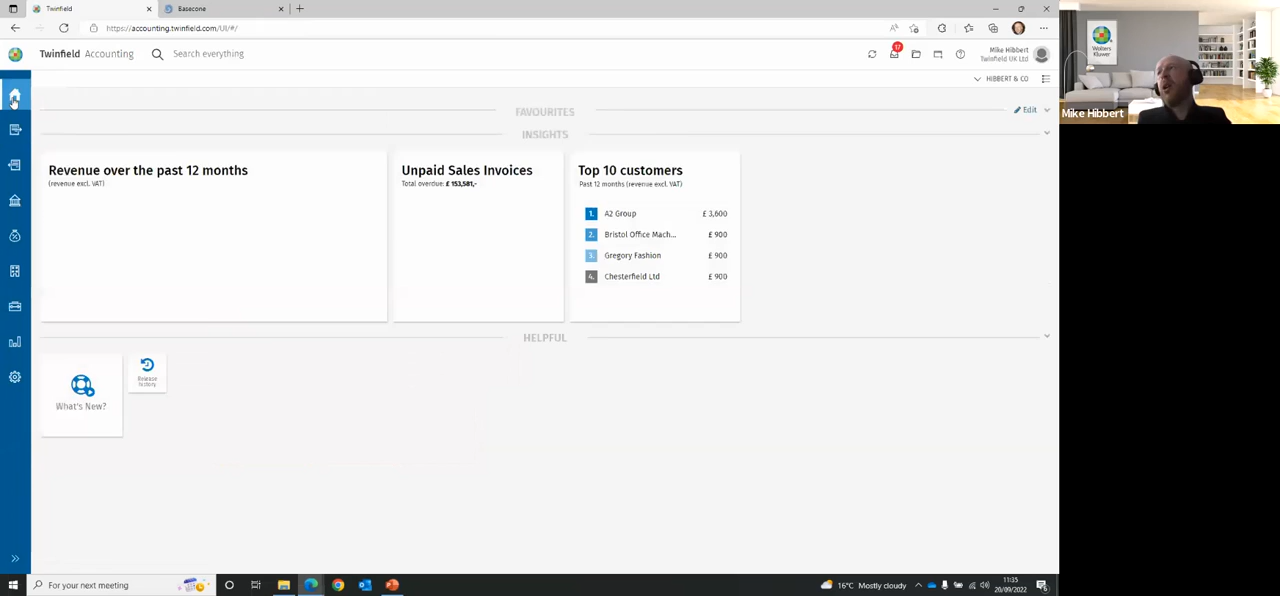 Twinfield
Basecone
https://accounting.twinfield.com/UI/#/
Twinfield Accounting
Search everything
17
Mike Hibbert
Twinfield UK Ltd
HIBBERT & CO
FAVOURITES
Edit
INSIGHTS
Revenue over the past 12 months
(revenue excl. VAT)
Unpaid Sales Invoices
Total overdue: £ 153,581,-
Top 10 customers
Past 12 months (revenue excl. VAT)
1. A2 Group £ 3,600
2. Bristol Office Mach... £ 900
3. Gregory Fashion £ 900
4. Chesterfield Ltd £ 900
HELPFUL
What's New?
Release
history
Wolters
Kluwer
Mike Hibbert
For your next meeting
16°C Mostly cloudy
11:35
20/09/2022